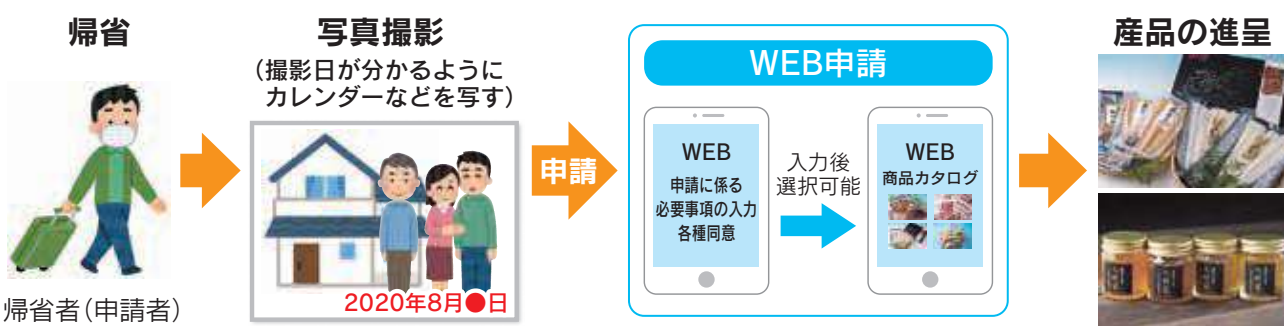 帰省
帰省者(申請者)
写真撮影
(撮影日が分かるように
カレンダーなどを写す)
2020年8月●日
申請
WEB申請
WEB
申請に係る
必要事項の入力
各種同意
入力後
選択可能
WEB
商品カタログ
産品の進呈